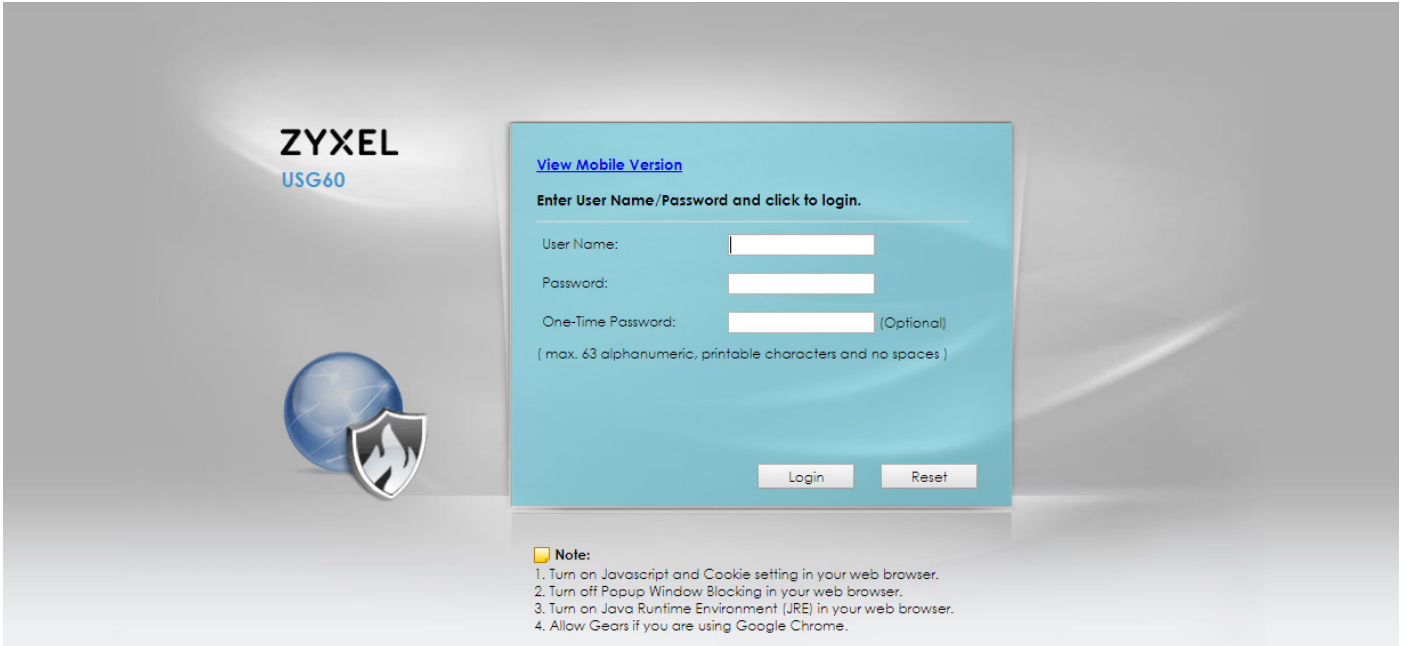 ZYXEL
USG60
View Mobile Version
Enter User Name/Password and click to login.
User Name:
Password:
One-Time Password: (Optional)
( max. 63 alphanumeric, printable characters and no spaces )
Login Reset
Note:
1. Turn on Javascript and Cookie setting in your web browser.
2. Turn off Popup Window Blocking in your web browser.
3. Turn on Java Runtime Environment (JRE) in your web browser.
4. Allow Gears if you are using Google Chrome.